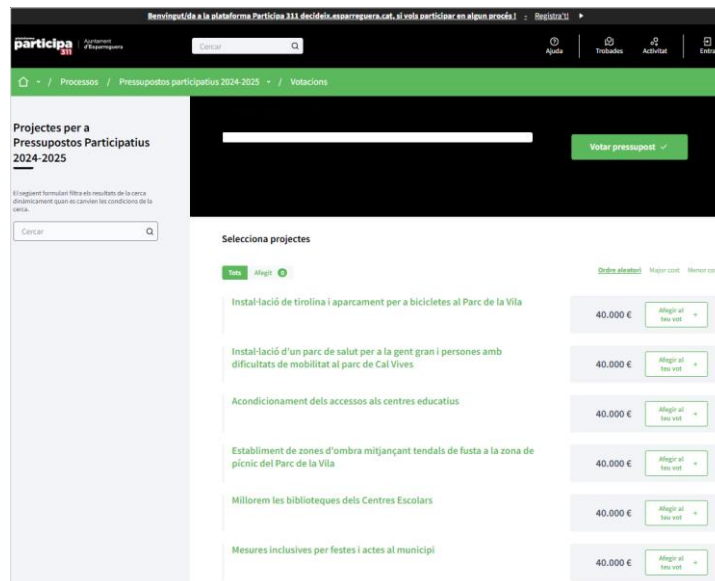 Benvingut/da a la plataforma Participa 311 decideix.esparreguera.cat, si vols participar en algun procés! : Registra't!
plataforma
participa
311
Ajuntament
d'Esparreguera
Cercar
Ajuda
Trobades
Activitat
Entra
/ Processos / Pressupostos participatius 2024-2025 / Votacions
Projectes per a
Pressupostos Participatius
2024-2025
El següent formulari filtra els resultats de la cerca
dinàmicament quan es canvien les condicions de la
cerca.
Cercar
Votar pressupost
Selecciona projectes
Tots Afegit 0
Ordre aleatori Major cost Menor co
Instal·lació de tirolina i aparcament per a bicicletes al Parc de la Vila
40.000 €
Afegir al
teu vot +
Instal·lació d'un parc de salut per a la gent gran i persones amb
dificultats de mobilitat al parc de Cal Vives
40.000 €
Afegir al
teu vot +
Acondicionament dels accessos als centres educatius
40.000 €
Afegir al
teu vot +
Establiment de zones d'ombra mitjançant tendals de fusta a la zona de
pícnic del Parc de la Vila
40.000 €
Afegir al
teu vot +
Millorem les biblioteques dels Centres Escolars
40.000 €
Afegir al
teu vot +
Mesures inclusives per festes i actes al municipi
40.000 €
Afegir al
teu vot +